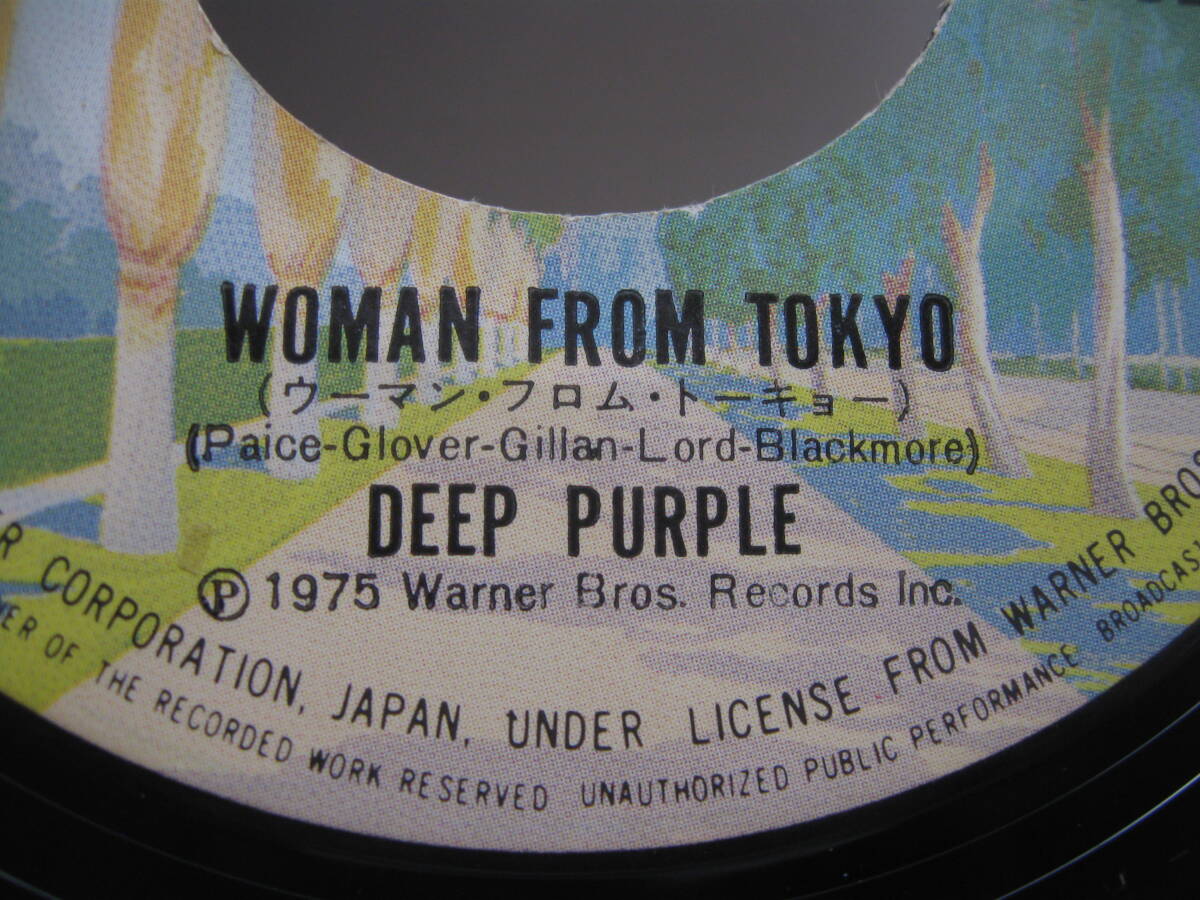 WOMAN FROM TOKYO
(ウーマン・フロム・トーキョー)
(Paice-Glover-Gillan-Lord-Blackmore)
DEEP PURPLE
Ⓟ 1975 Warner Bros. Records Inc.
CORPORATION, JAPAN, UNDER LICENSE FROM WARNER BROS
OF THE RECORDED WORK RESERVED UNAUTHORIZED PUBLIC PERFORMANCE